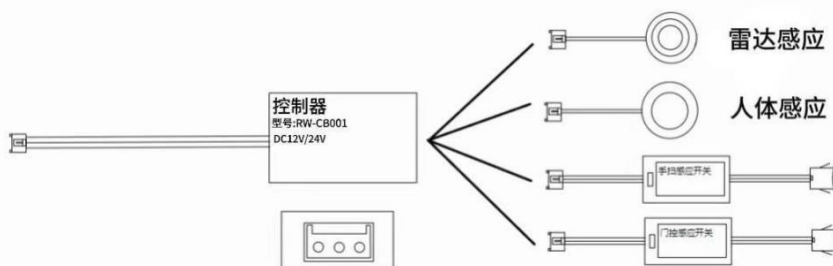 雷达感应
控制器
型号:RW-CB001
DC12V/24V
人体感应
手扫感应开关
门控感应开关